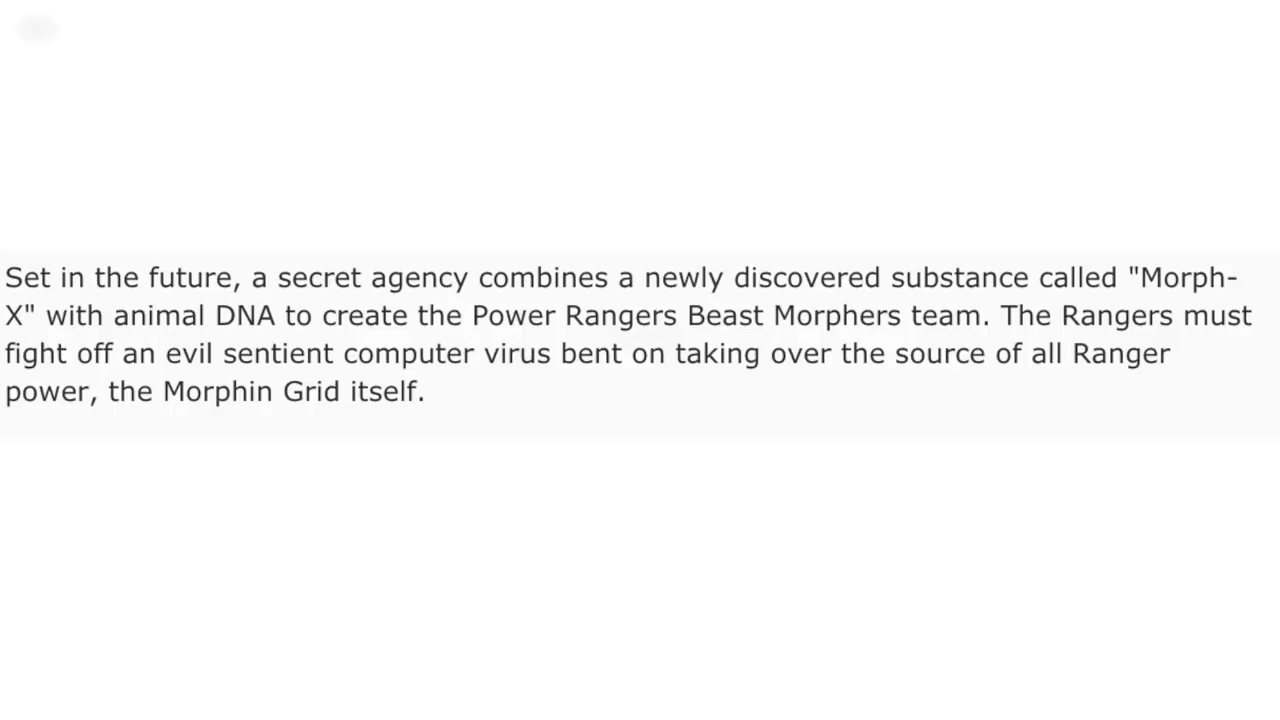 Set in the future, a secret agency combines a newly discovered substance called "Morph-
X" with animal DNA to create the Power Rangers Beast Morphers team. The Rangers must
fight off an evil sentient computer virus bent on taking over the source of all Ranger
power, the Morphin Grid itself.